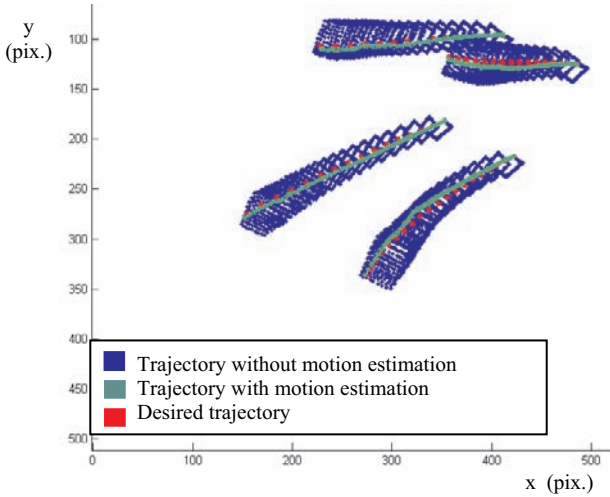 y
(pix.)
100
150
200
250
300
350
400
Trajectory without motion estimation
450
Trajectory with motion estimation
Desired trajectory
500
0 100 200 300 400 500
x (pix.)